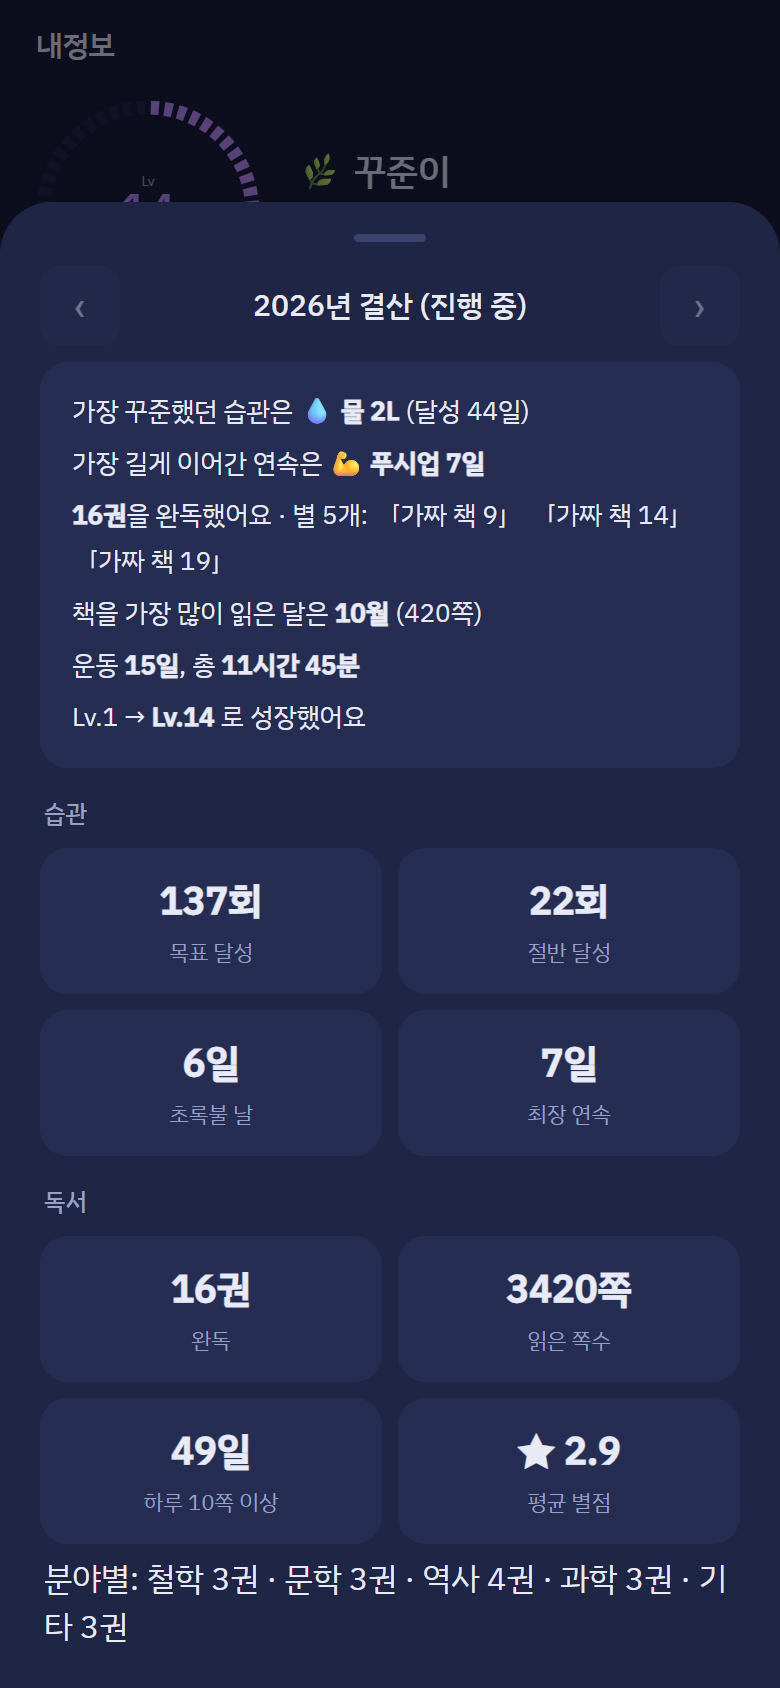 내정보
Lv
14
🌿 꾸준이
‹ 2026년 결산 (진행 중) ›
가장 꾸준했던 습관은 💧 물 2L (달성 44일)
가장 길게 이어간 연속은 💪 푸시업 7일
16권을 완독했어요 · 별 5개: 「가짜 책 9」 「가짜 책 14」
「가짜 책 19」
책을 가장 많이 읽은 달은 10월 (420쪽)
운동 15일, 총 11시간 45분
Lv.1 → Lv.14 로 성장했어요
습관
137회 22회
목표 달성 절반 달성
6일 7일
초록불 날 최장 연속
독서
16권 3420쪽
완독 읽은 쪽수
49일 ★ 2.9
하루 10쪽 이상 평균 별점
분야별: 철학 3권 · 문학 3권 · 역사 4권 · 과학 3권 · 기
타 3권